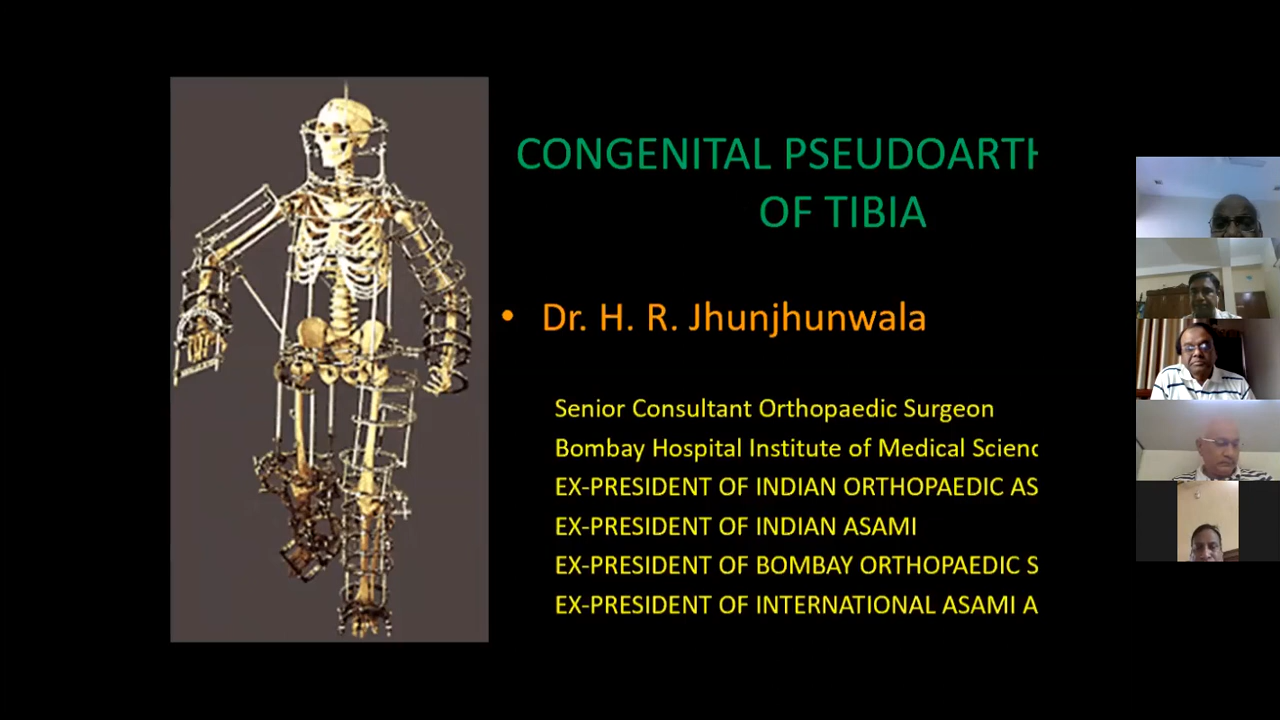 CONGENITAL PSEUDOARTH
OF TIBIA
• Dr. H. R. Jhunjhunwala
Senior Consultant Orthopaedic Surgeon
Bombay Hospital Institute of Medical Scienc
EX-PRESIDENT OF INDIAN ORTHOPAEDIC AS
EX-PRESIDENT OF INDIAN ASAMI
EX-PRESIDENT OF BOMBAY ORTHOPAEDIC S
EX-PRESIDENT OF INTERNATIONAL ASAMI A